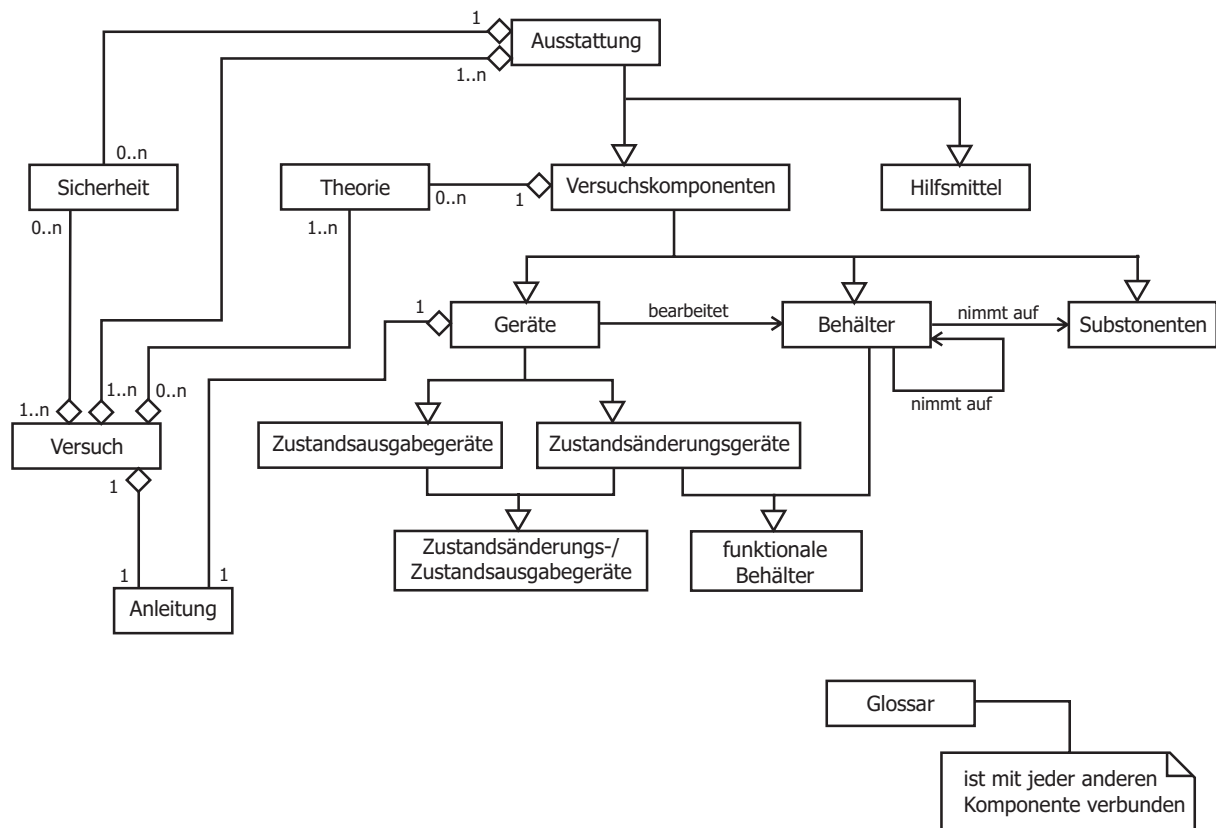 1
Ausstattung
1..n
0..n
Sicherheit
0..n
Theorie
1..n
0..n
1
Versuchskomponenten
Hilfsmittel
1
Geräte
bearbeitet
Behälter
nimmt auf
Substonenten
nimmt auf
1..n
1..n
0..n
Versuch
1
Zustandsausgabegeräte
Zustandsänderungsgeräte
Zustandsänderungs-/
Zustandsausgabegeräte
funktionale
Behälter
1
1
Anleitung
Glossar
ist mit jeder anderen
Komponente verbunden